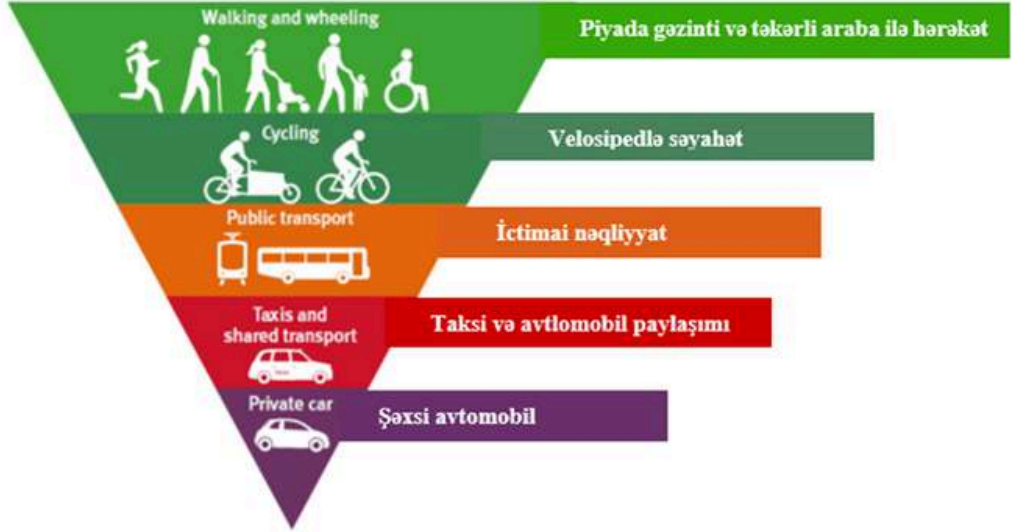 Walking and wheeling
Piyada gəzinti və təkərli araba ilə hərəkət
Cycling
Velosipedlə səyahət
Public transport
İctimai nəqliyyat
Taxis and
shared transport
Taksi və avtlomobil paylaşımı
Private car
Şəxsi avtomobil